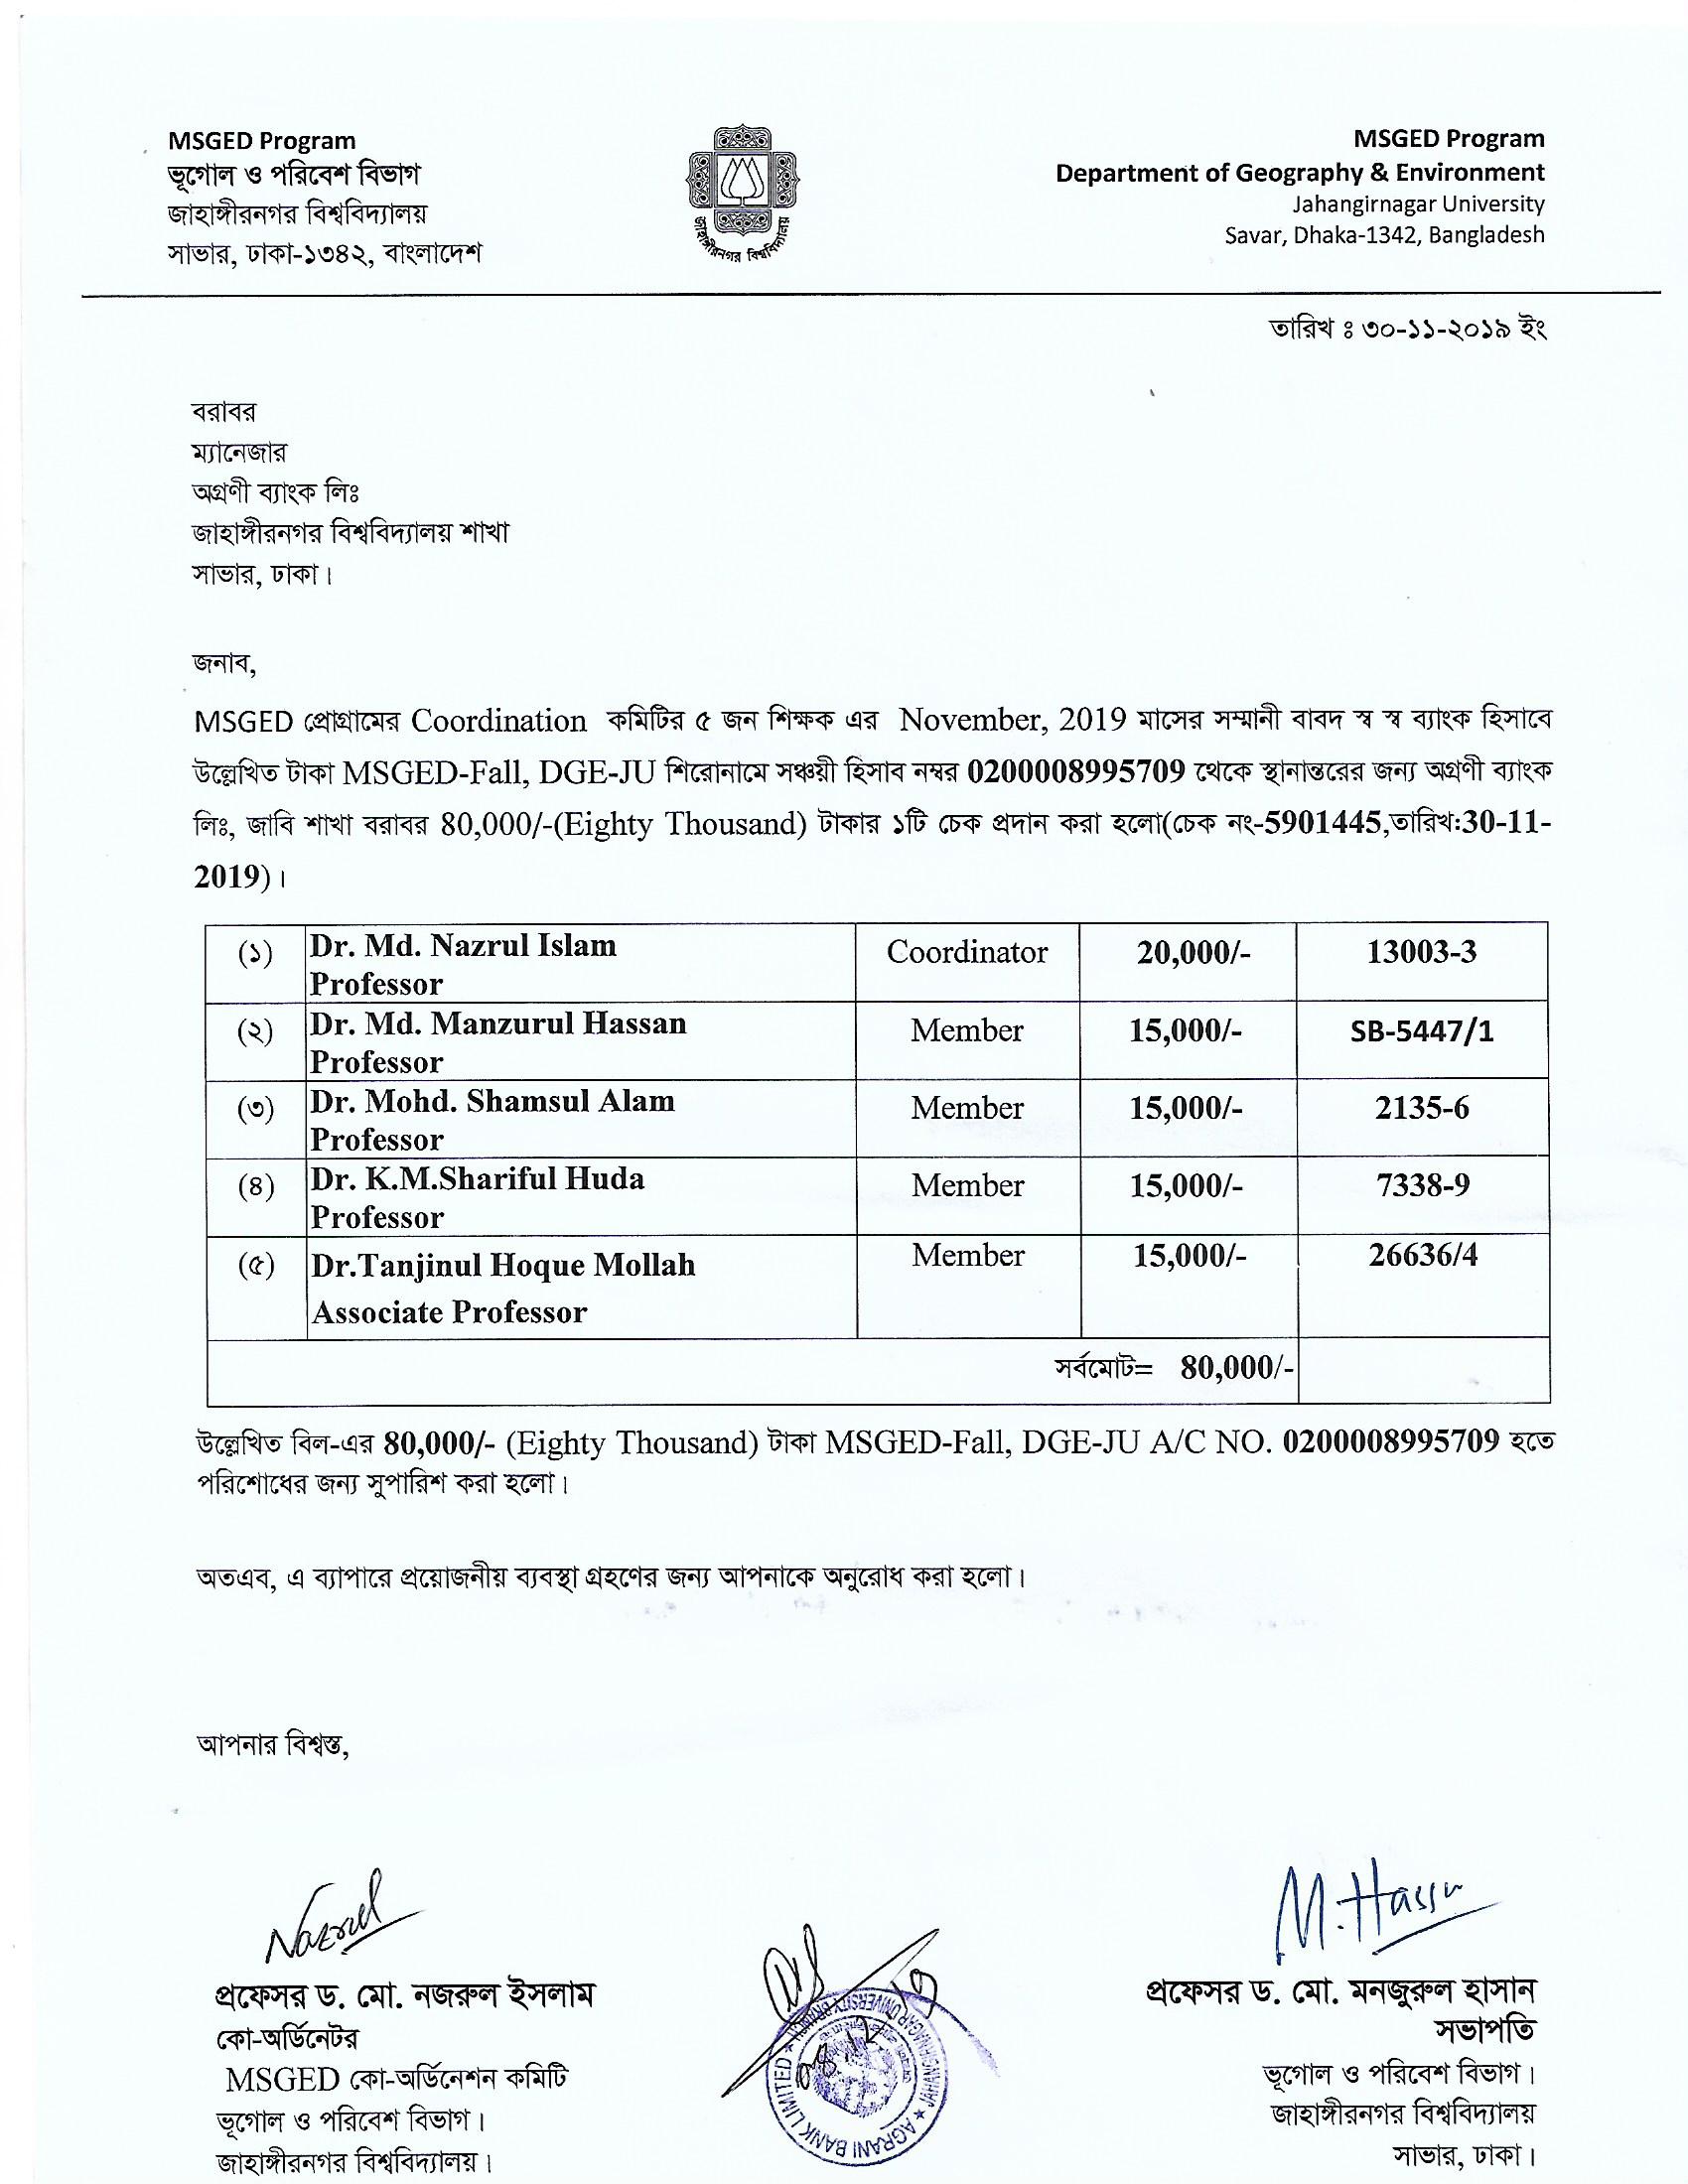 MSGED Program
ভূগোল ও পরিবেশ বিভাগ
জাহাঙ্গীরনগর বিশ্ববিদ্যালয়
সাভার, ঢাকা-১৩৪২, বাংলাদেশ
জাহাঙ্গীরনগর বিশ্ববিদ্যালয়
MSGED Program
Department of Geography & Environment
Jahangirnagar University
Savar, Dhaka-1342, Bangladesh
তারিখ ঃ ৩০-১১-২০১৯ ইং
বরাবর
ম্যানেজার
অগ্রণী ব্যাংক লিঃ
জাহাঙ্গীরনগর বিশ্ববিদ্যালয় শাখা
সাভার, ঢাকা।
জনাব,
MSGED প্রোগ্রামের Coordination কমিটির ৫ জন শিক্ষক এর November, 2019 মাসের সম্মানী বাবদ স্ব স্ব ব্যাংক হিসাবে
উল্লেখিত টাকা MSGED-Fall, DGE-JU শিরোনামে সঞ্চয়ী হিসাব নম্বর 0200008995709 থেকে স্থানান্তরের জন্য অগ্রণী ব্যাংক
লিঃ, জাবি শাখা বরাবর 80,000/-(Eighty Thousand) টাকার ১টি চেক প্রদান করা হলো(চেক নং-5901445,তারিখ:30-11-
2019)।
(১) Dr. Md. Nazrul Islam Coordinator 20,000/- 13003-3
Professor
(২) Dr. Md. Manzurul Hassan Member 15,000/- SB-5447/1
Professor
(৩) Dr. Mohd. Shamsul Alam Member 15,000/- 2135-6
Professor
(৪) Dr. K.M.Shariful Huda Member 15,000/- 7338-9
Professor
(৫) Dr.Tanjinul Hoque Mollah Member 15,000/- 26636/4
Associate Professor
সর্বমোট= 80,000/-
উল্লেখিত বিল-এর 80,000/- (Eighty Thousand) টাকা MSGED-Fall, DGE-JU A/C NO. 0200008995709 হতে
পরিশোধের জন্য সুপারিশ করা হলো।
অতএব, এ ব্যাপারে প্রয়োজনীয় ব্যবস্থা গ্রহণের জন্য আপনাকে অনুরোধ করা হলো।
আপনার বিশ্বস্ত,
Nazrul
প্রফেসর ড. মো. নজরুল ইসলাম
কো-অর্ডিনেটর
MSGED কো-অর্ডিনেশন কমিটি
ভূগোল ও পরিবেশ বিভাগ।
জাহাঙ্গীরনগর বিশ্ববিদ্যালয়।
AGRANI BANK LIMITED ★ JAHANGIRNAGAR UNIVERSITY BRANCH ★
M.Hassan
প্রফেসর ড. মো. মনজুরুল হাসান
সভাপতি
ভূগোল ও পরিবেশ বিভাগ।
জাহাঙ্গীরনগর বিশ্ববিদ্যালয়
সাভার, ঢাকা।